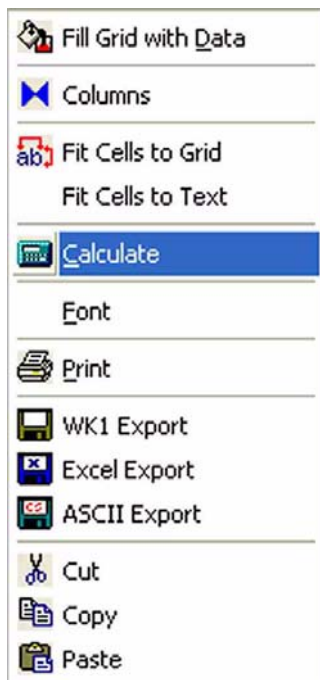 Fill Grid with Data
Columns
ab Fit Cells to Grid
Fit Cells to Text
Calculate
Font
Print
WK1 Export
Excel Export
ASCII Export
Cut
Copy
Paste